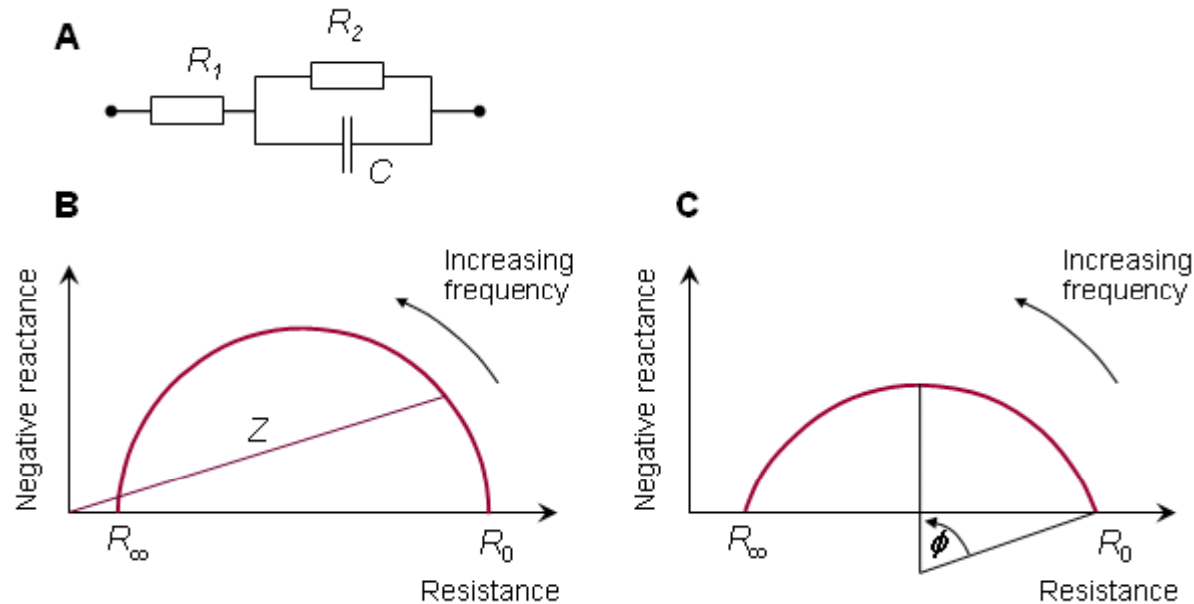 A
R₁
R₂
C
B
Negative reactance
Increasing
frequency
Z
R∞
R₀
Resistance
C
Negative reactance
Increasing
frequency
ϕ
R∞
R₀
Resistance